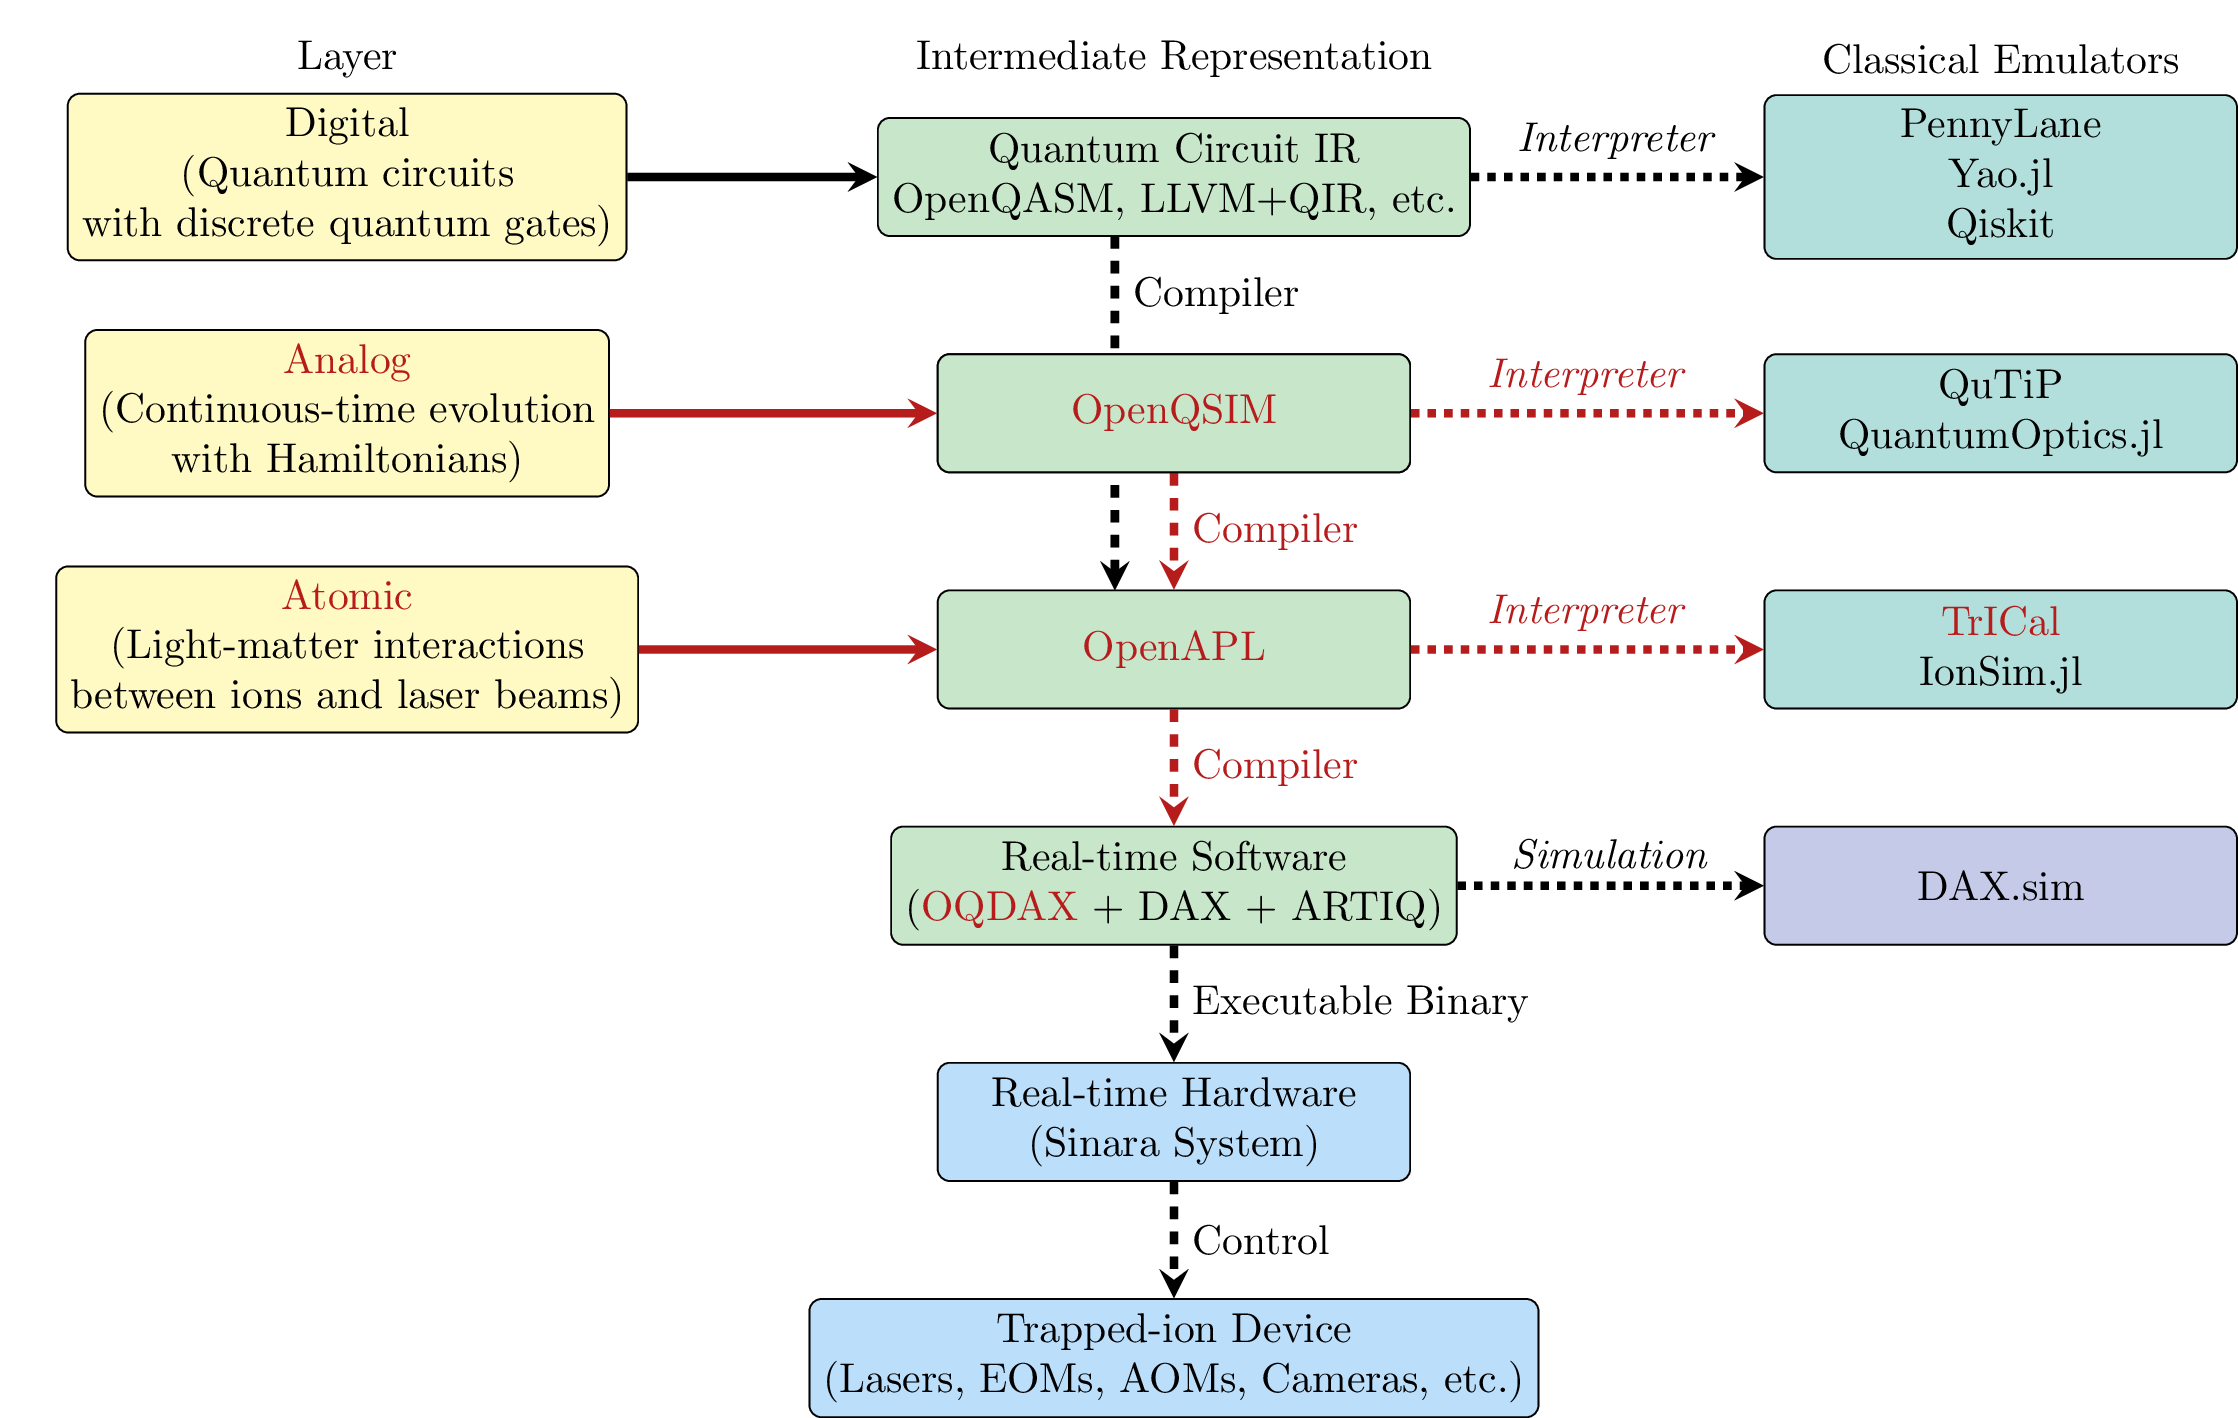 Layer
Intermediate Representation
Classical Emulators
Digital
(Quantum circuits
with discrete quantum gates)
Quantum Circuit IR
OpenQASM, LLVM+QIR, etc.
Interpreter
PennyLane
Yao.jl
Qiskit
Compiler
Analog
(Continuous-time evolution
with Hamiltonians)
OpenQSIM
Interpreter
QuTiP
QuantumOptics.jl
Compiler
Atomic
(Light-matter interactions
between ions and laser beams)
OpenAPL
Interpreter
TrICal
IonSim.jl
Compiler
Real-time Software
(OQDAX + DAX + ARTIQ)
Simulation
DAX.sim
Executable Binary
Real-time Hardware
(Sinara System)
Control
Trapped-ion Device
(Lasers, EOMs, AOMs, Cameras, etc.)